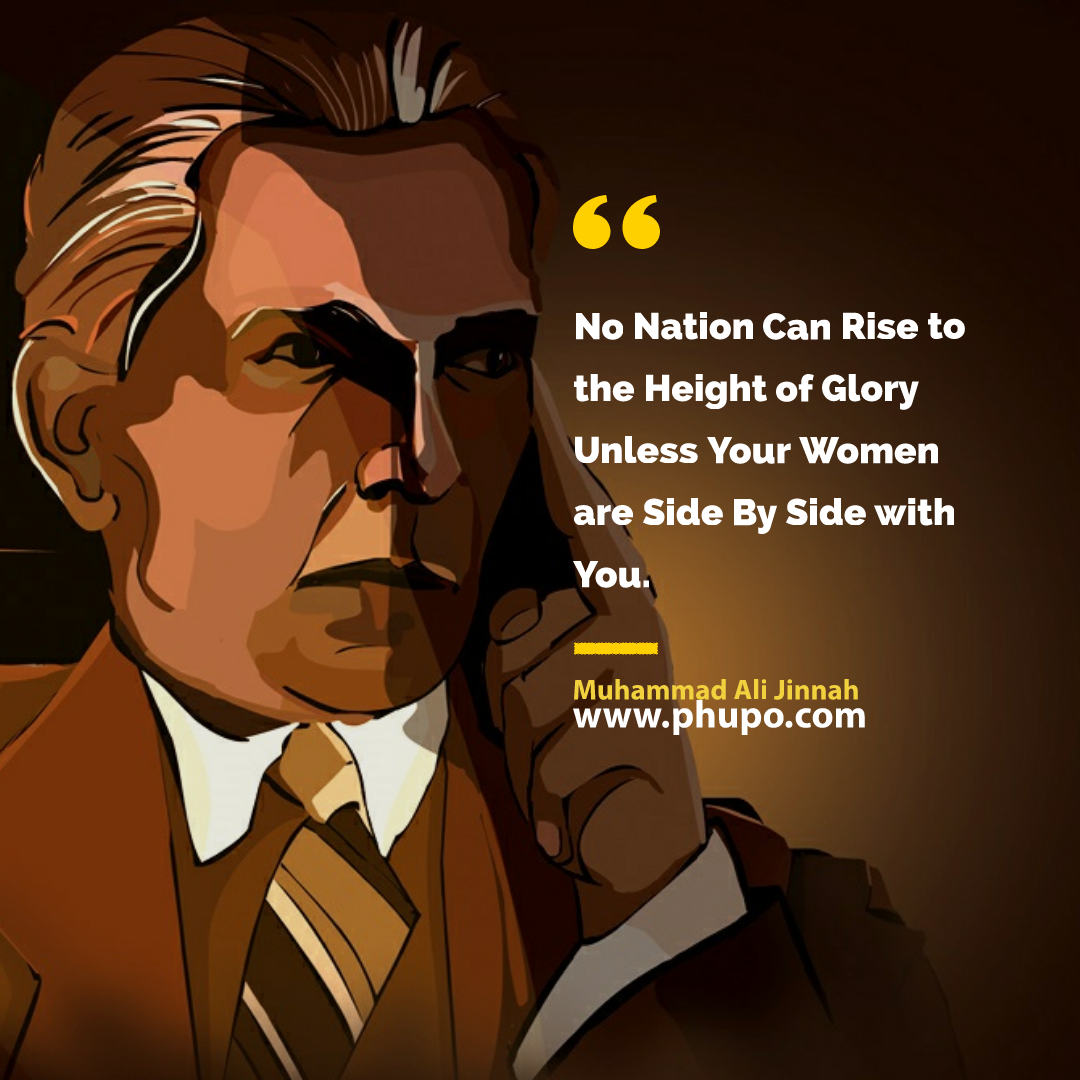 “
No Nation Can Rise to
the Height of Glory
Unless Your Women
are Side By Side with
You.
Muhammad Ali Jinnah
www.phupo.com